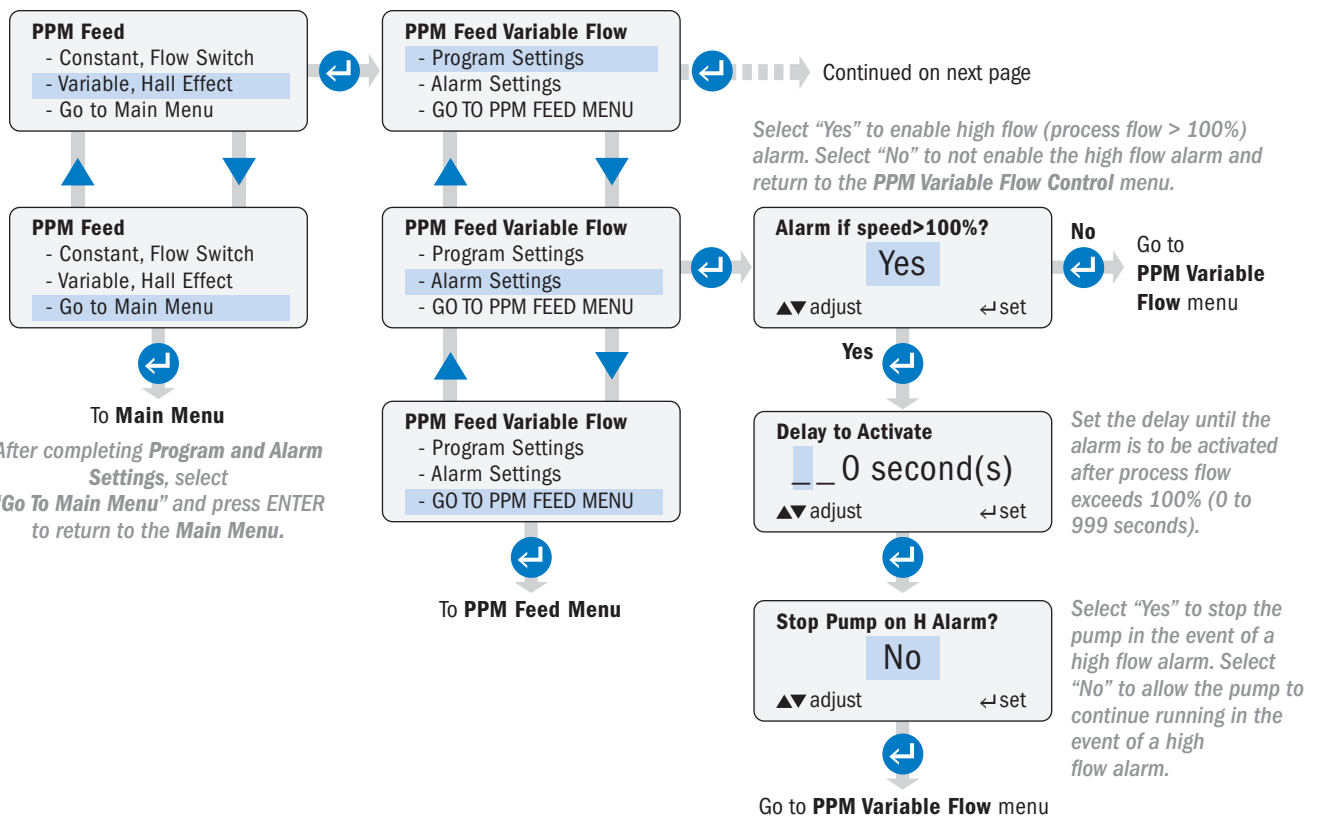 PPM Feed
- Constant, Flow Switch
- Variable, Hall Effect
- Go to Main Menu
PPM Feed Variable Flow
- Program Settings
- Alarm Settings
- GO TO PPM FEED MENU
Continued on next page
Select “Yes” to enable high flow (process flow > 100%)
alarm. Select “No” to not enable the high flow alarm and
return to the PPM Variable Flow Control menu.
PPM Feed
- Constant, Flow Switch
- Variable, Hall Effect
- Go to Main Menu
To Main Menu
After completing Program and Alarm
Settings, select
“Go To Main Menu” and press ENTER
to return to the Main Menu.
PPM Feed Variable Flow
- Program Settings
- Alarm Settings
- GO TO PPM FEED MENU
Alarm if speed>100%?
Yes
▲▼ adjust ↵ set
No
Go to
PPM Variable
Flow menu
Yes
PPM Feed Variable Flow
- Program Settings
- Alarm Settings
- GO TO PPM FEED MENU
To PPM Feed Menu
Delay to Activate
_ _ 0 second(s)
▲▼ adjust ↵ set
Set the delay until the
alarm is to be activated
after process flow
exceeds 100% (0 to
999 seconds).
Stop Pump on H Alarm?
No
▲▼ adjust ↵ set
Select “Yes” to stop the
pump in the event of a
high flow alarm. Select
“No” to allow the pump to
continue running in the
event of a high
flow alarm.
Go to PPM Variable Flow menu